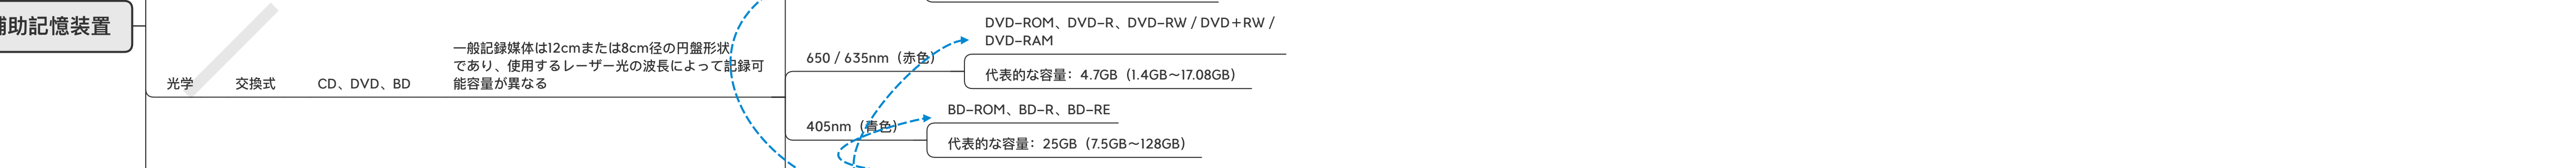 補助記憶装置
光学
交換式
CD、DVD、BD
一般記録媒体は12cmまたは8cm径の円盤形状
であり、使用するレーザー光の波長によって記録可
能容量が異なる
650 / 635nm（赤色）
DVD-ROM、DVD-R、DVD-RW / DVD+RW /
DVD-RAM
代表的な容量：4.7GB（1.4GB〜17.08GB）
405nm（青色）
BD-ROM、BD-R、BD-RE
代表的な容量：25GB（7.5GB〜128GB）